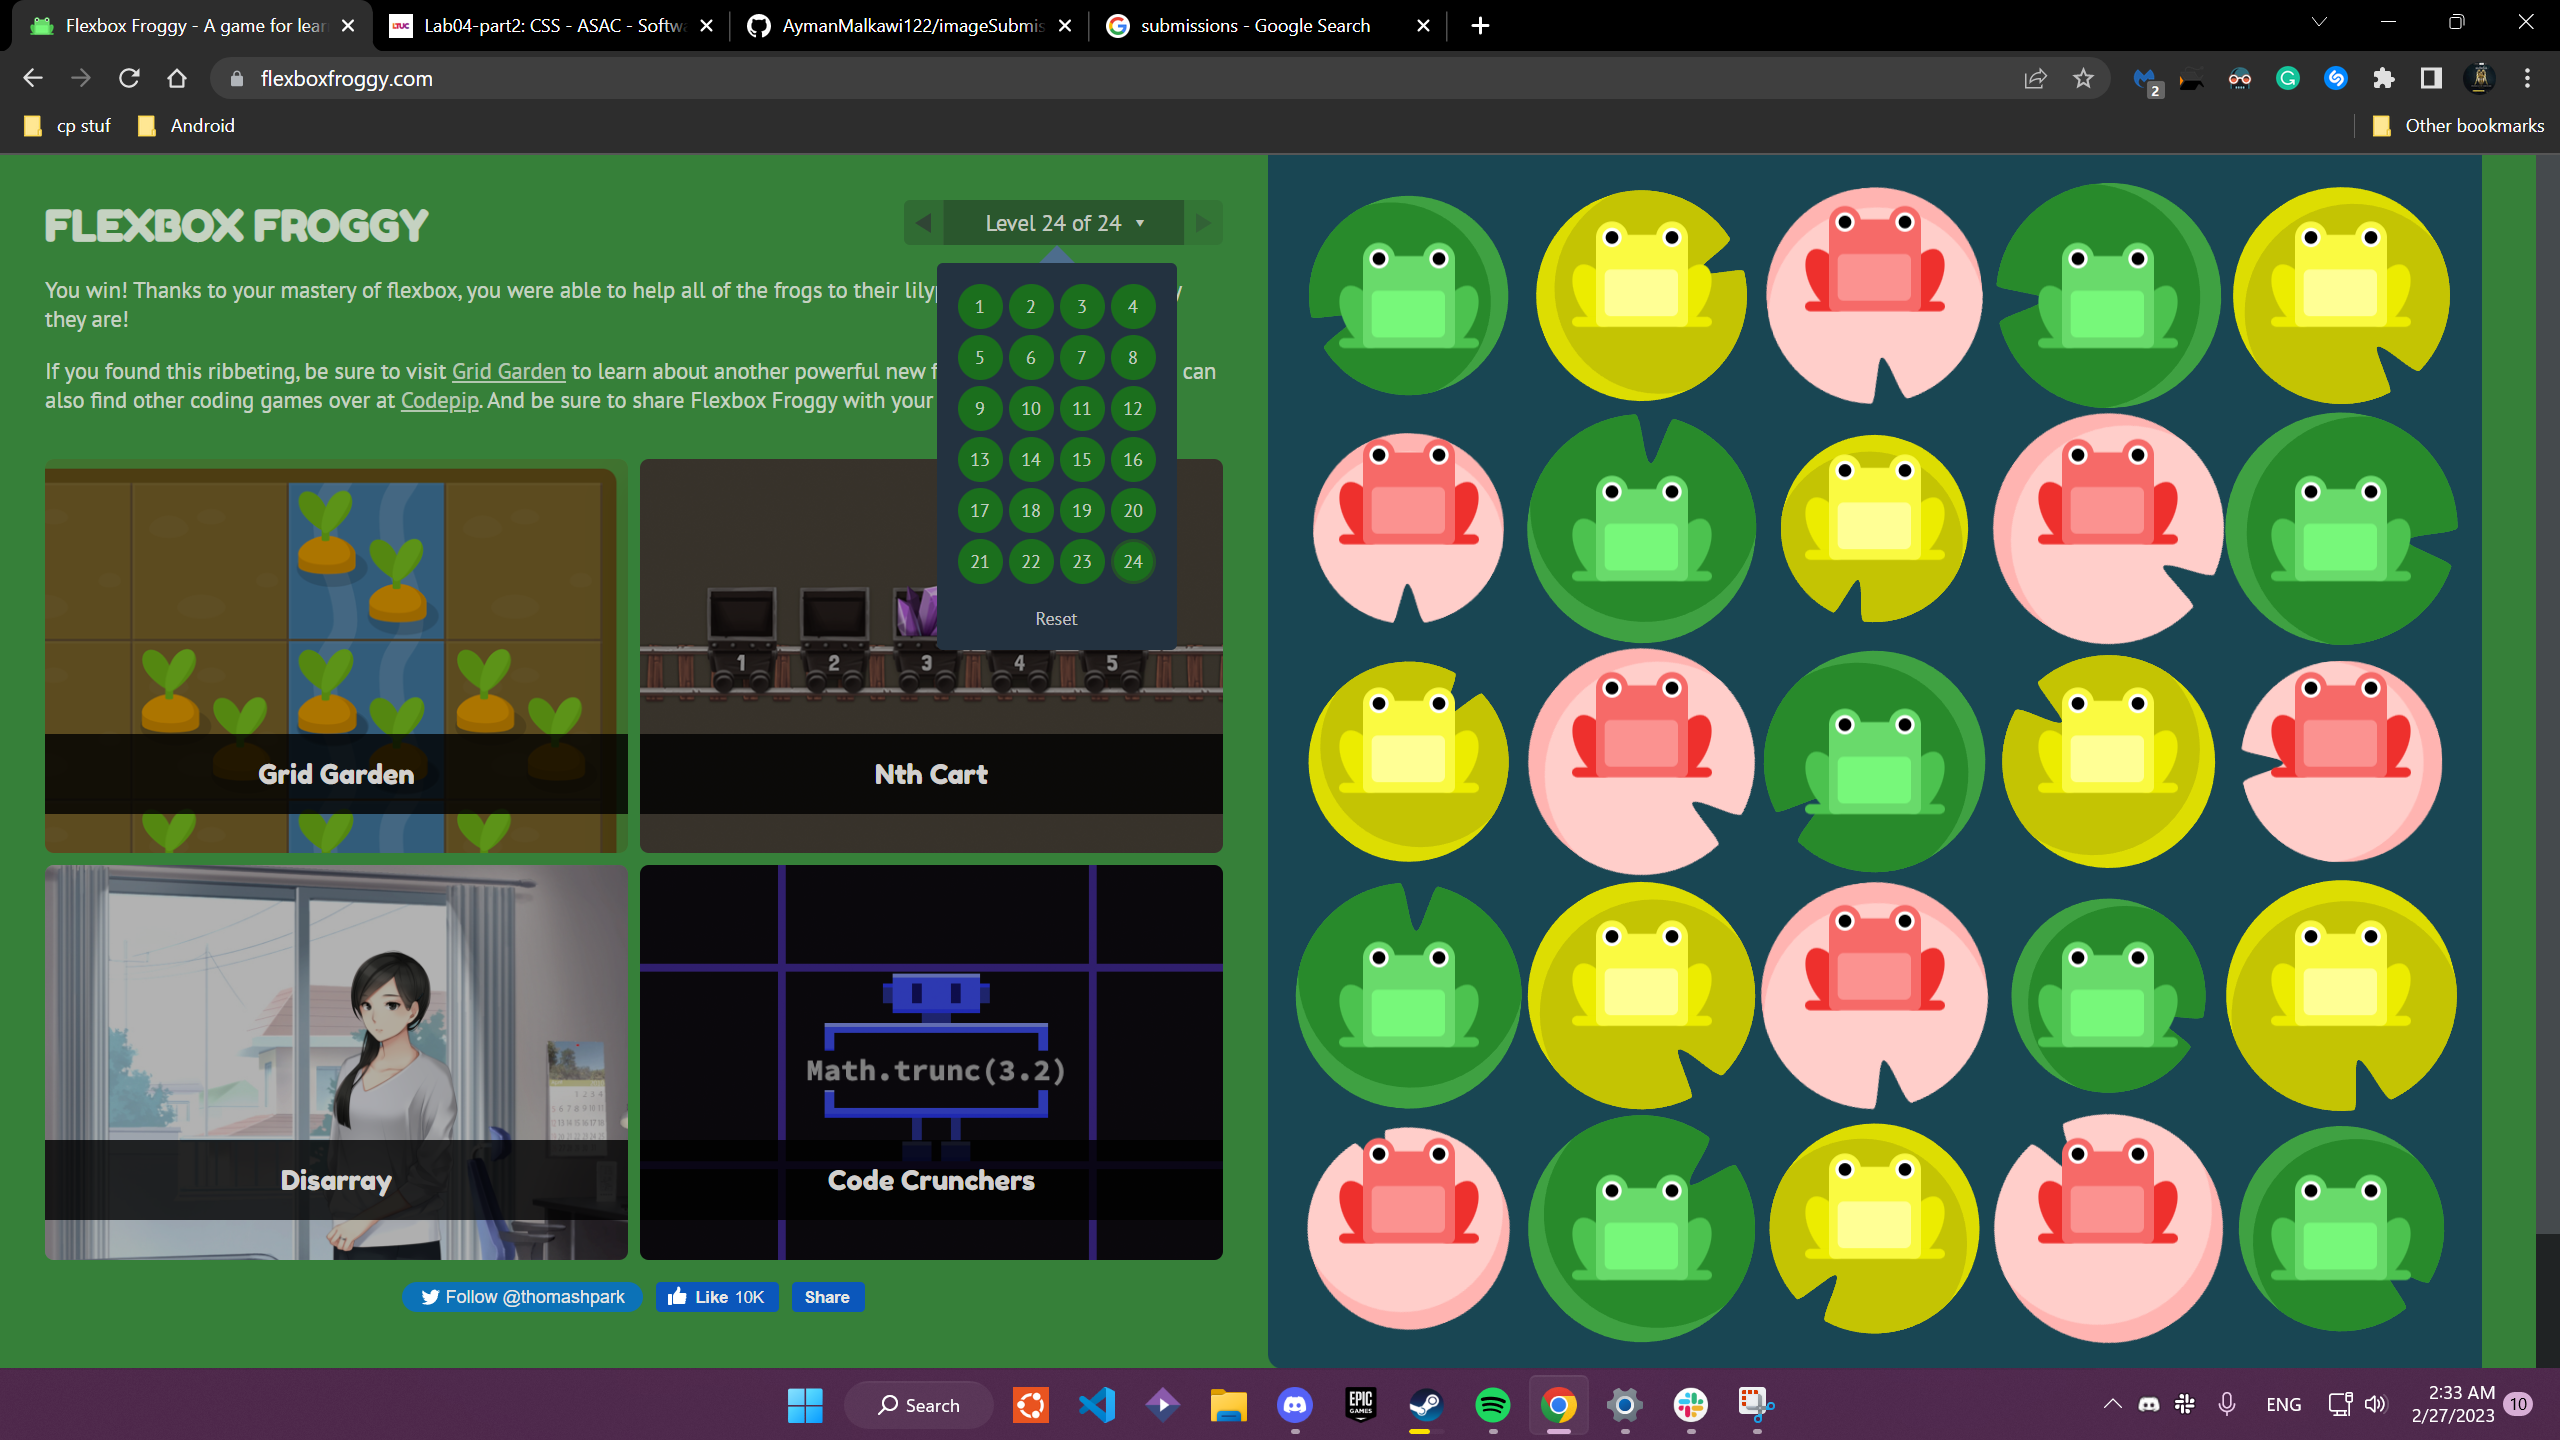 Flexbox Froggy - A game for lear
Lab04-part2: CSS - ASAC - Softw
AymanMalkawi122/imageSubmis
submissions - Google Search
flexboxfroggy.com
2
cp stuf
Android
Other bookmarks
FLEXBOX FROGGY
Level 24 of 24
You win! Thanks to your mastery of flexbox, you were able to help all of the frogs to their lily
they are!
If you found this ribbeting, be sure to visit Grid Garden to learn about another powerful new f can
also find other coding games over at Codepip. And be sure to share Flexbox Froggy with your
1 2 3 4
5 6 7 8
9 10 11 12
13 14 15 16
17 18 19 20
21 22 23 24
Reset
1 2 3 4 5
Grid Garden
Nth Cart
Math.trunc(3.2)
Disarray
Code Crunchers
Follow @thomashpark
Like 10K
Share
Search
EPIC
GAMES
ENG
2:33 AM
2/27/2023
10